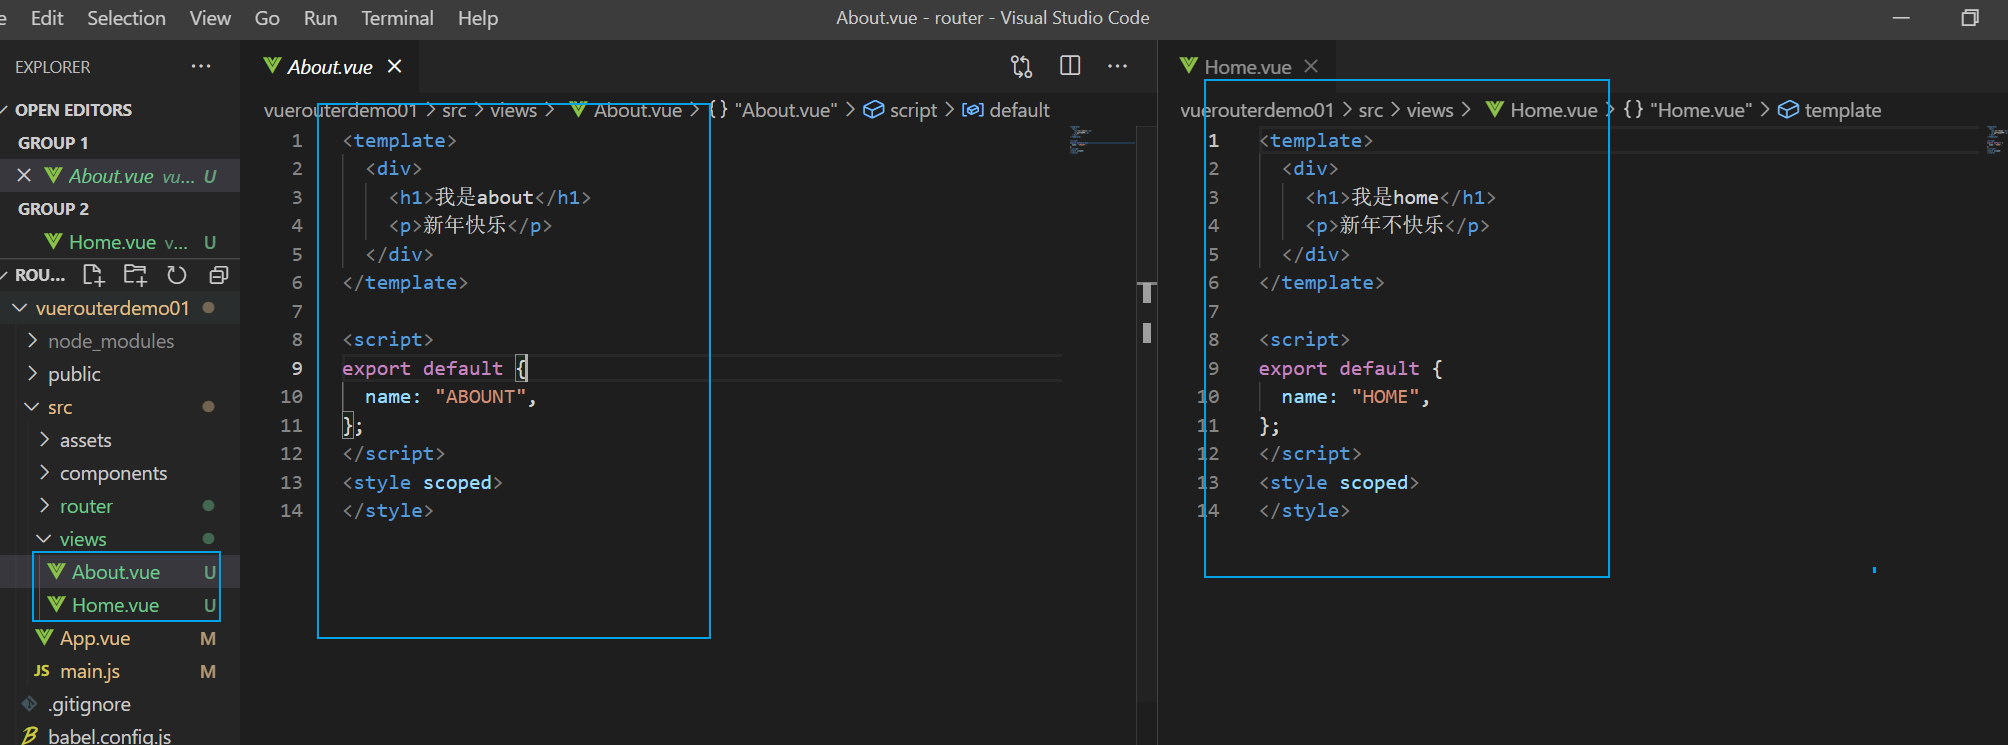 Edit Selection View Go Run Terminal Help About.vue - router - Visual Studio Code
EXPLORER
OPEN EDITORS
GROUP 1
About.vue vu... U
GROUP 2
Home.vue v... U
ROU...
vuerouterdemo01
node_modules
public
src
assets
components
router
views
About.vue U
Home.vue U
App.vue M
JS main.js M
.gitignore
babel.config.js
About.vue
vuerouterdemo01 > src > views > About.vue > {} "About.vue" > script > default
1 <template>
2 <div>
3 <h1>我是about</h1>
4 <p>新年快乐</p>
5 </div>
6 </template>
7
8 <script>
9 export default {
10 name: "ABOUNT",
11 };
12 </script>
13 <style scoped>
14 </style>
Home.vue
vuerouterdemo01 > src > views > Home.vue > {} "Home.vue" > template
1 <template>
2 <div>
3 <h1>我是home</h1>
4 <p>新年不快乐</p>
5 </div>
6 </template>
7
8 <script>
9 export default {
10 name: "HOME",
11 };
12 </script>
13 <style scoped>
14 </style>